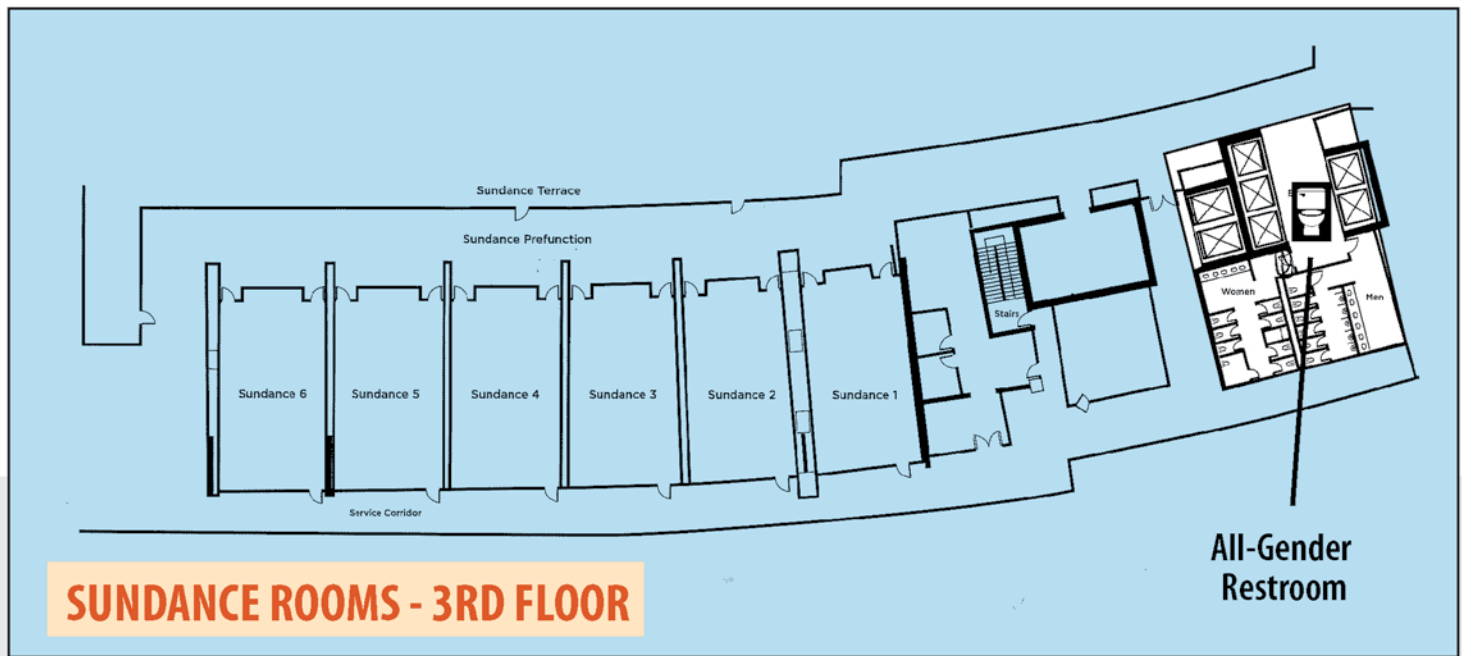 Sundance Terrace
Sundance Prefunction
Women
Men
Stairs
Sundance 6
Sundance 5
Sundance 4
Sundance 3
Sundance 2
Sundance 1
Service Corridor
All-Gender
Restroom
SUNDANCE ROOMS - 3RD FLOOR